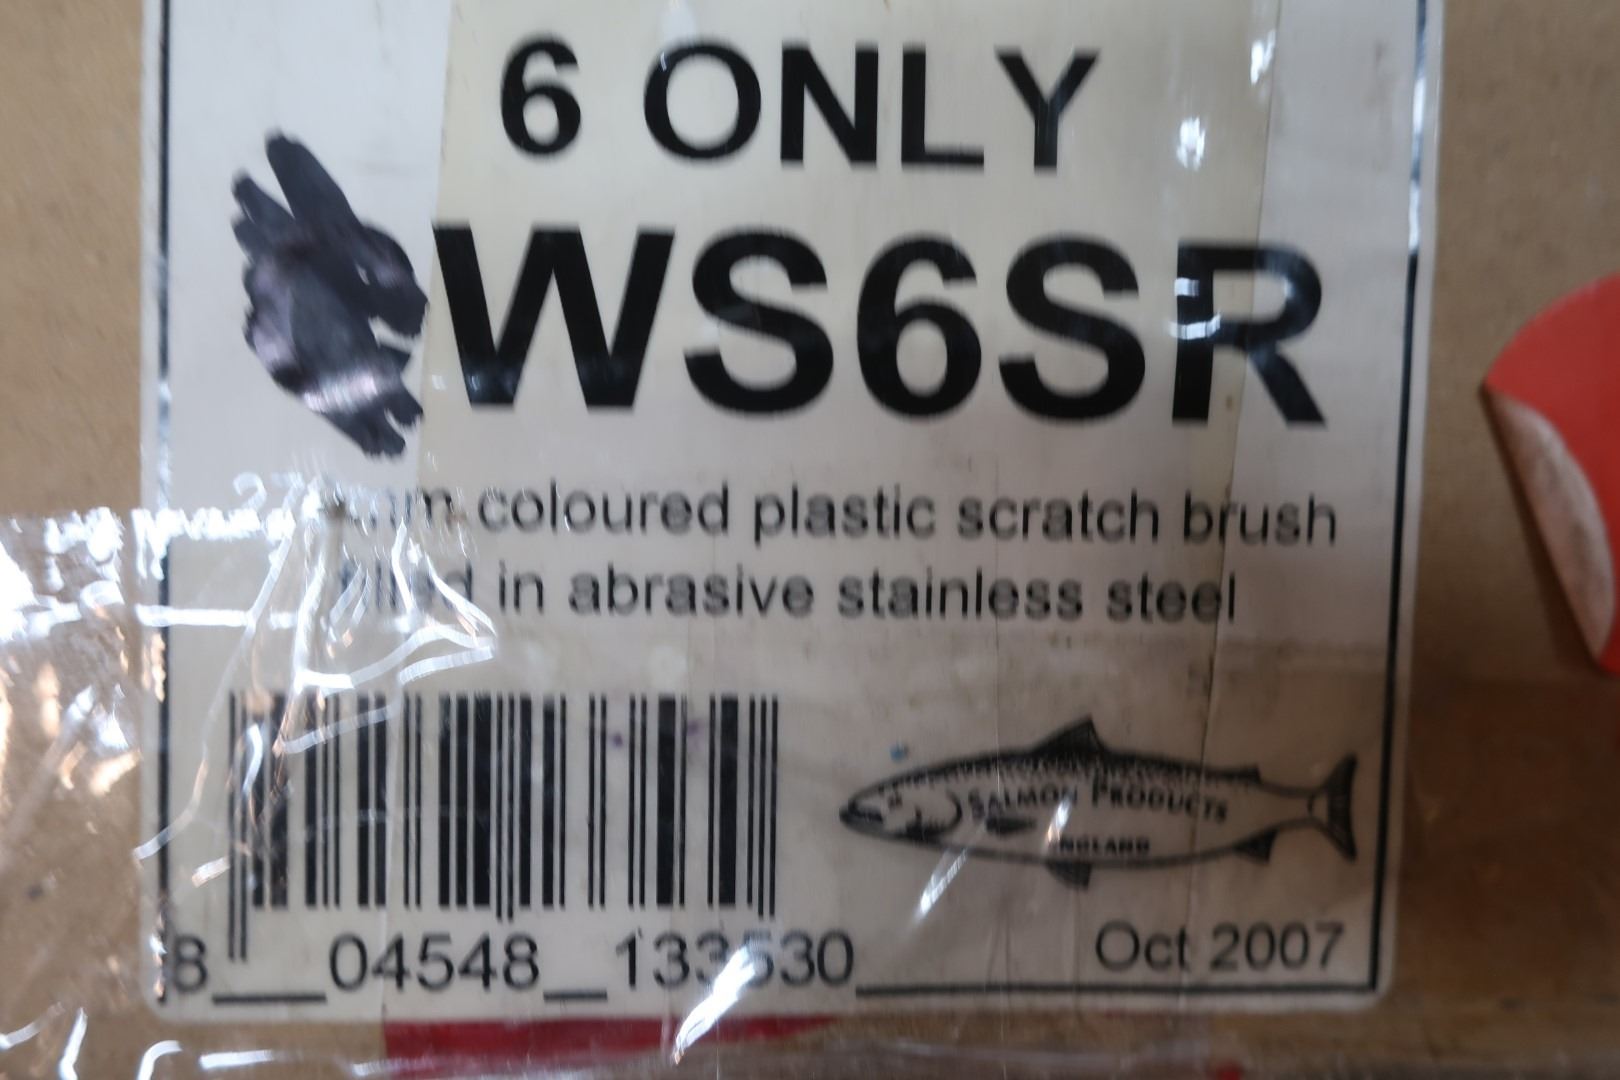 6 ONLY
WS6SR
coloured plastic scratch brush
filled in abrasive stainless steel
SALMON PRODUCTS
ENGLAND
8 04548 133530
Oct 2007